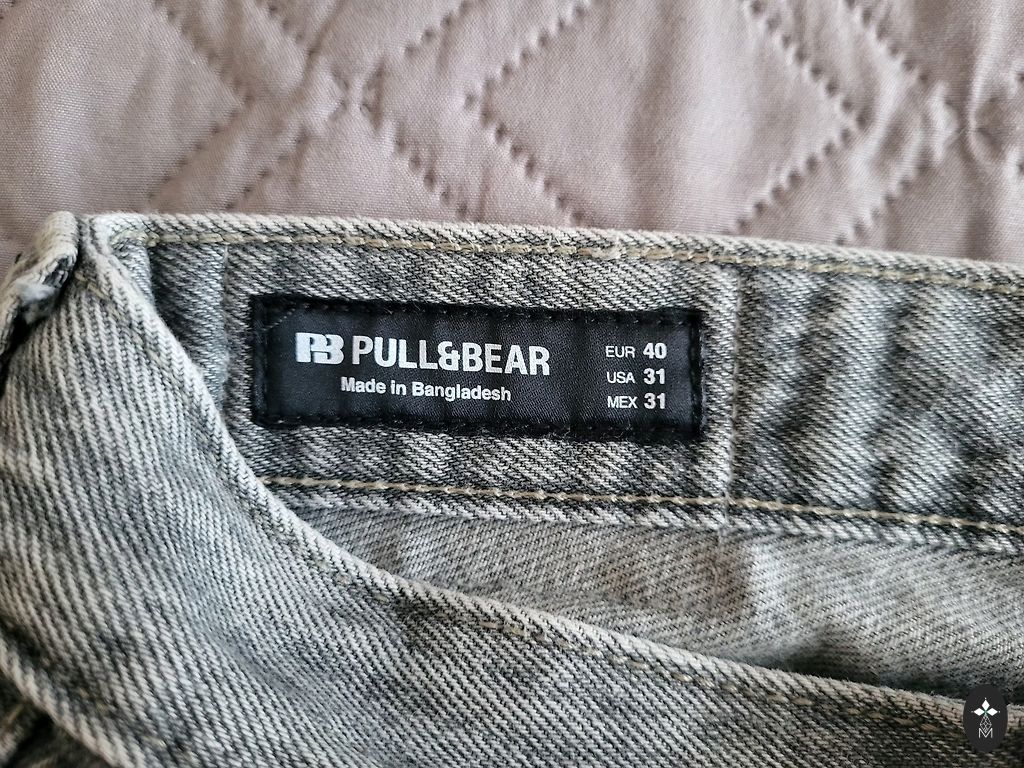 PB PULL&BEAR
Made in Bangladesh
EUR 40
USA 31
MEX 31
M